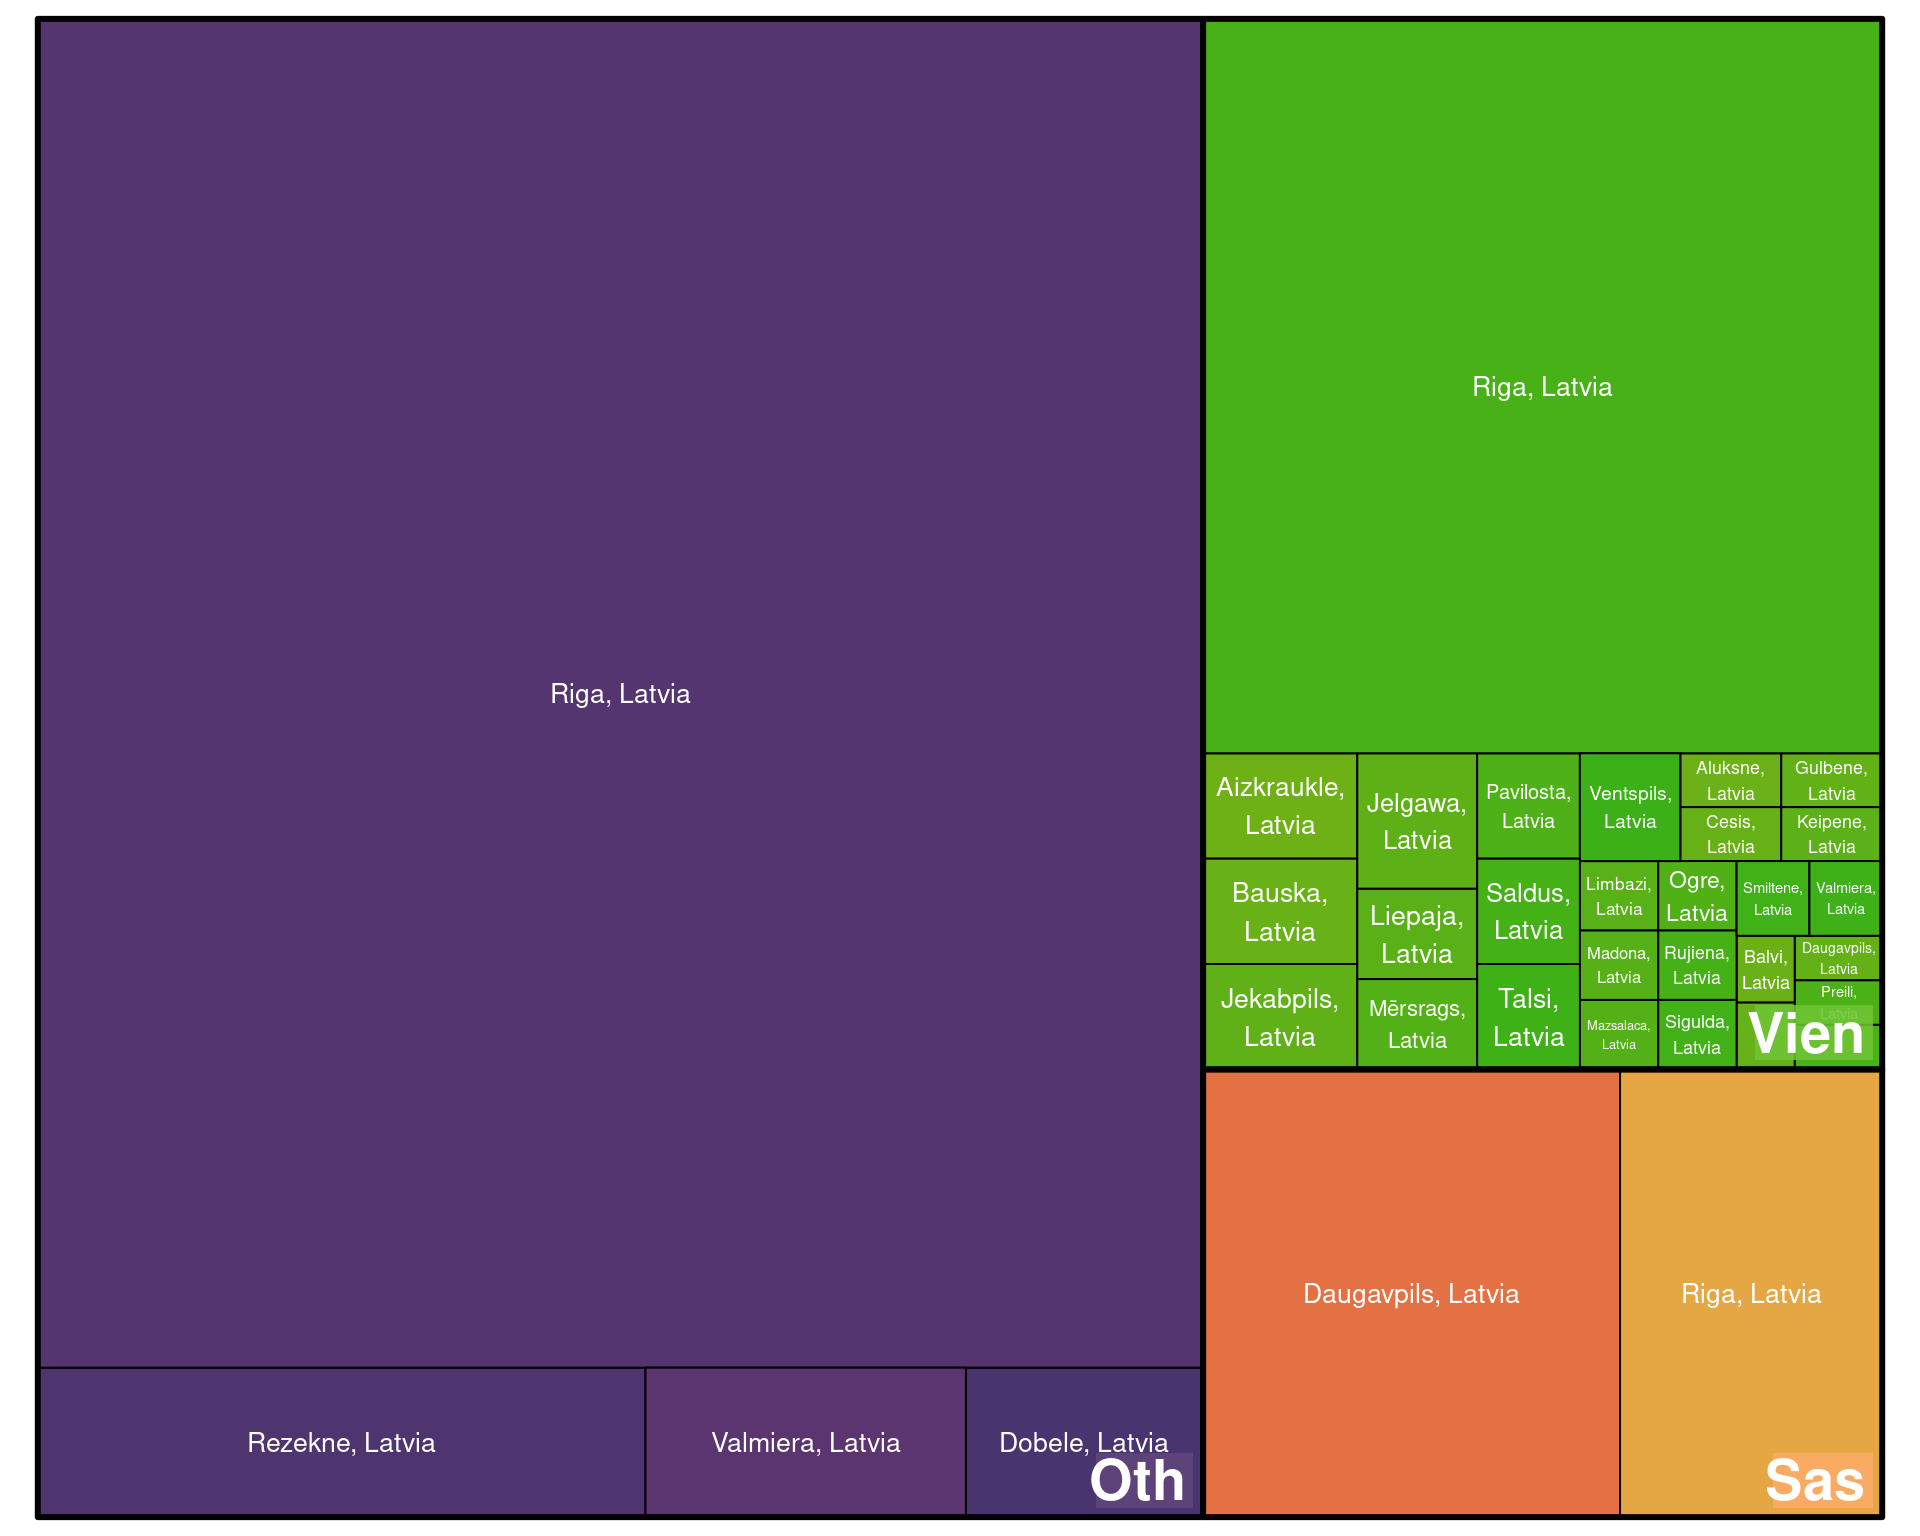 Riga, Latvia
Rezekne, Latvia
Valmiera, Latvia
Dobele, Latvia
Oth
Riga, Latvia
Aizkraukle,
Latvia
Bauska,
Latvia
Jekabpils,
Latvia
Jelgawa,
Latvia
Liepaja,
Latvia
Mērsrags,
Latvia
Pavilosta,
Latvia
Saldus,
Latvia
Talsi,
Latvia
Ventspils,
Latvia
Aluksne,
Latvia
Gulbene,
Latvia
Cesis,
Latvia
Keipene,
Latvia
Limbazi,
Latvia
Ogre,
Latvia
Madona,
Latvia
Rujiena,
Latvia
Mazsalaca,
Latvia
Sigulda,
Latvia
Smiltene,
Latvia
Valmiera,
Latvia
Balvi,
Latvia
Daugavpils,
Latvia
Preili,
Latvia
Vien
Daugavpils, Latvia
Riga, Latvia
Sas